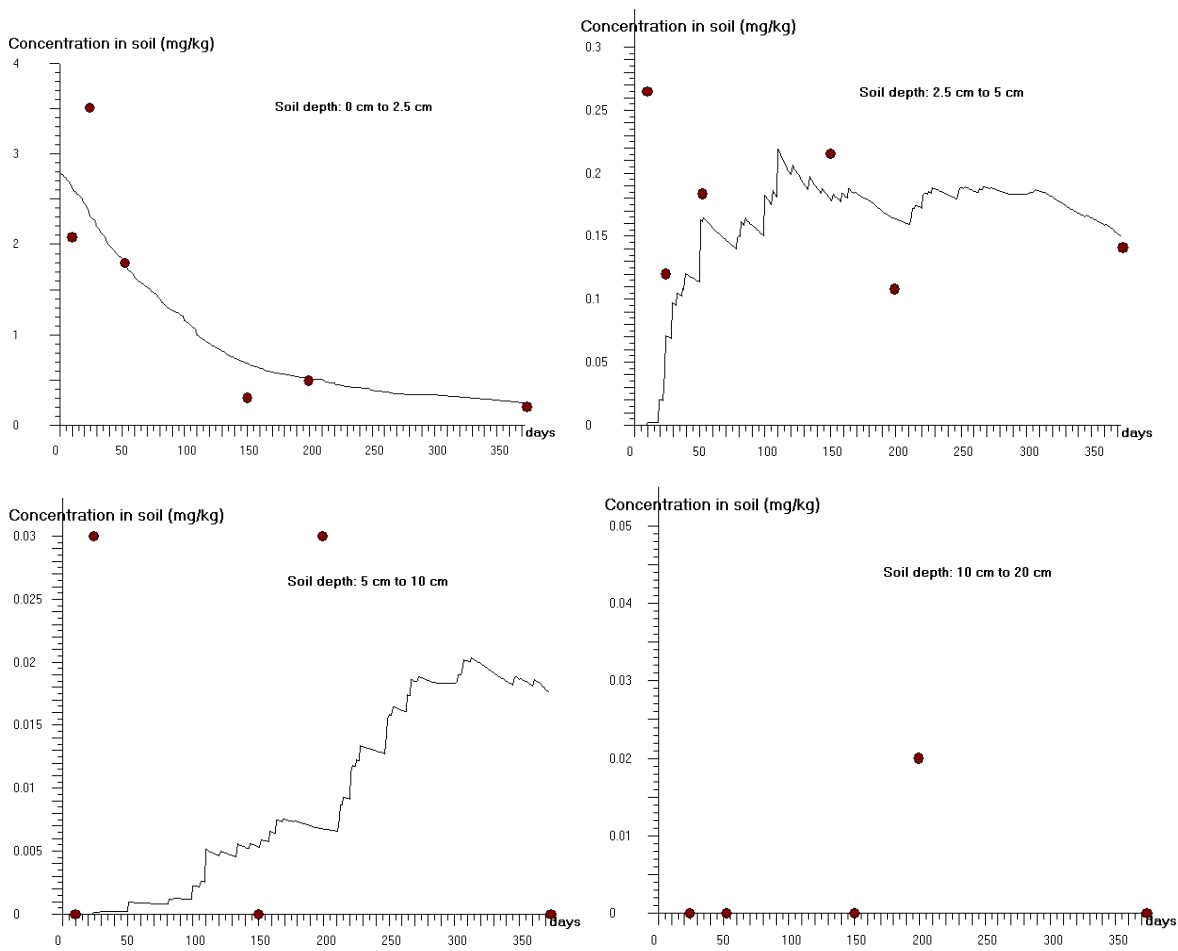 Concentration in soil (mg/kg)
4
Soil depth: 0 cm to 2.5 cm
3
2
1
0
0 50 100 150 200 250 300 350 days
Concentration in soil (mg/kg)
0.3
Soil depth: 2.5 cm to 5 cm
0.25
0.2
0.15
0.1
0.05
0
0 50 100 150 200 250 300 350 days
Concentration in soil (mg/kg)
0.03
Soil depth: 5 cm to 10 cm
0.025
0.02
0.015
0.01
0.005
0
0 50 100 150 200 250 300 350 days
Concentration in soil (mg/kg)
0.05
Soil depth: 10 cm to 20 cm
0.04
0.03
0.02
0.01
0
0 50 100 150 200 250 300 350 days